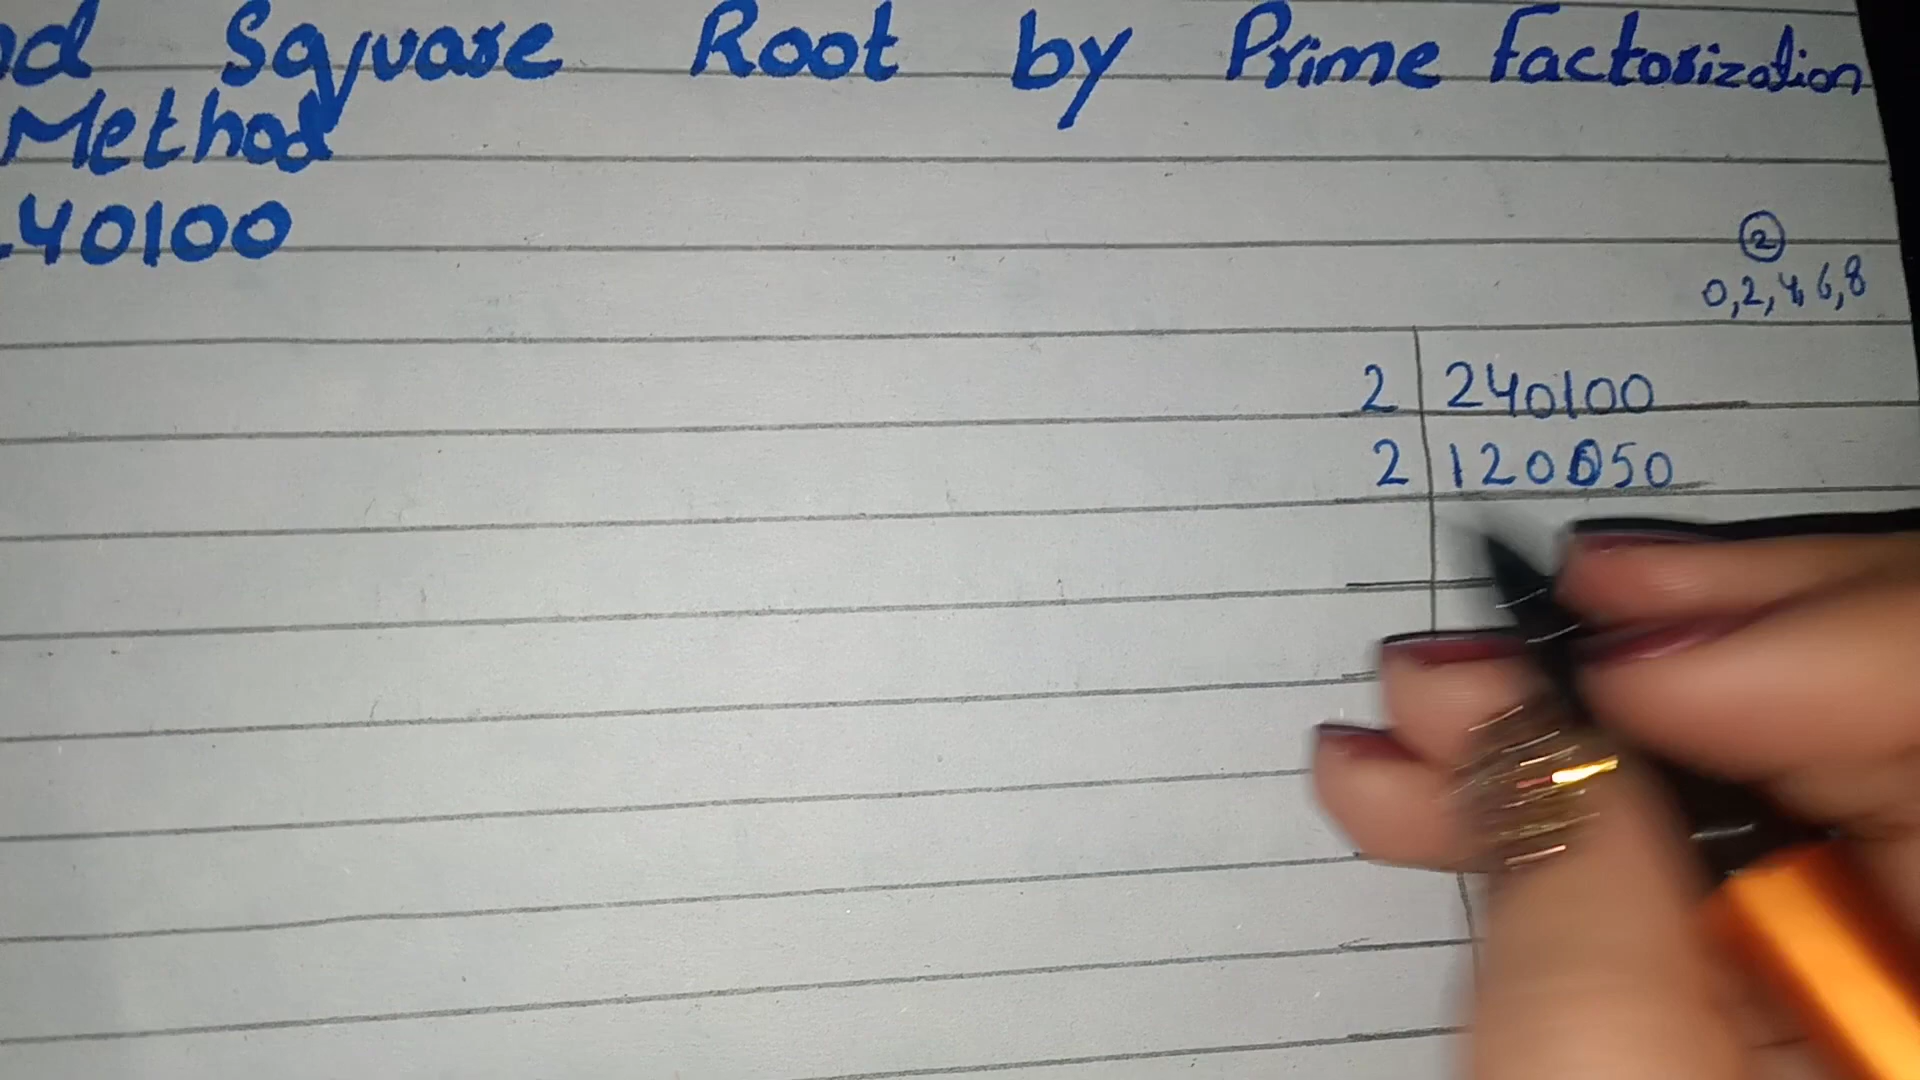 d Square Root by Prime Factorization
Method
40100
2
0,2,4,6,8
2 240100
2 120050